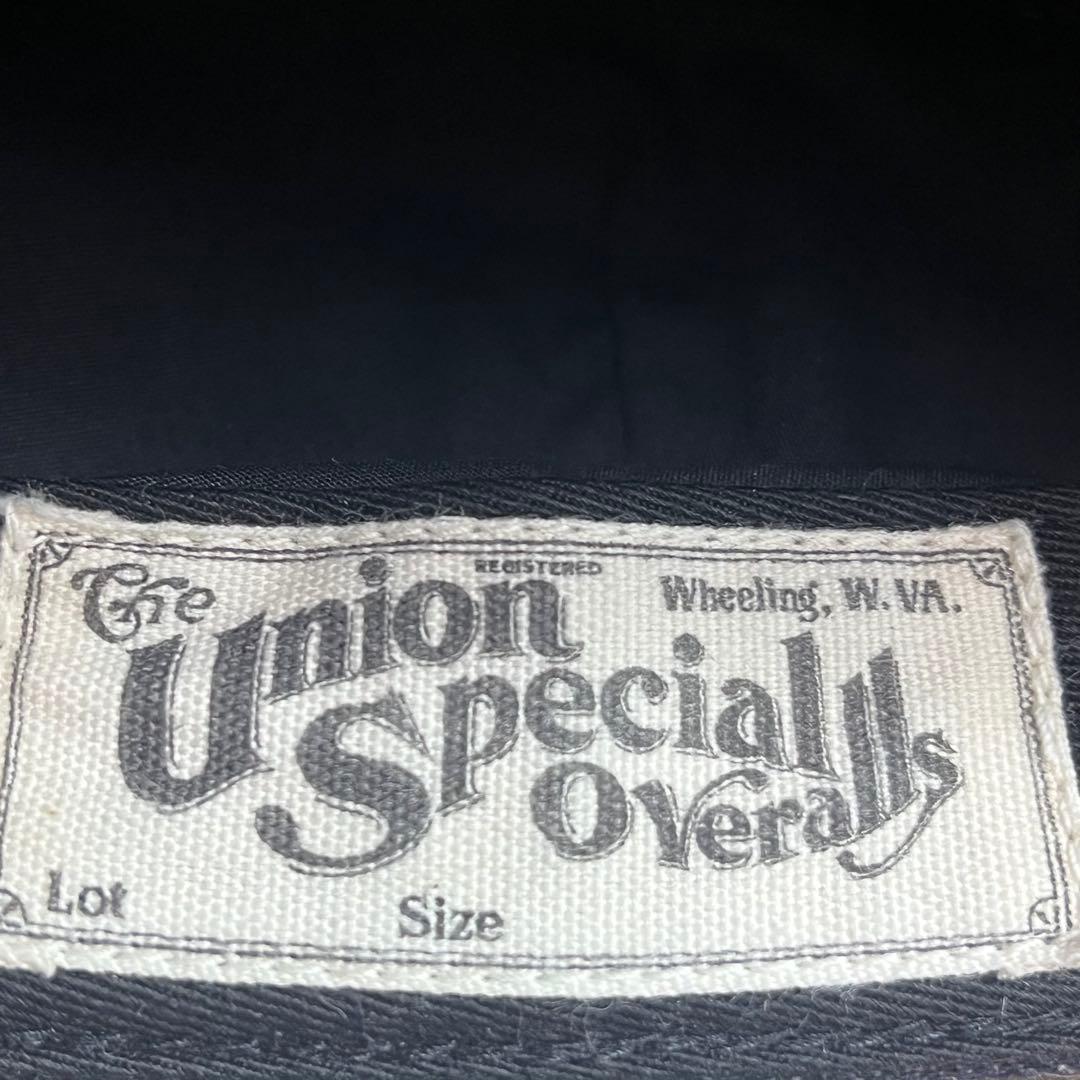 The Union
REGISTERED
Wheeling, W. VA.
Special
Overalls
Lot
Size